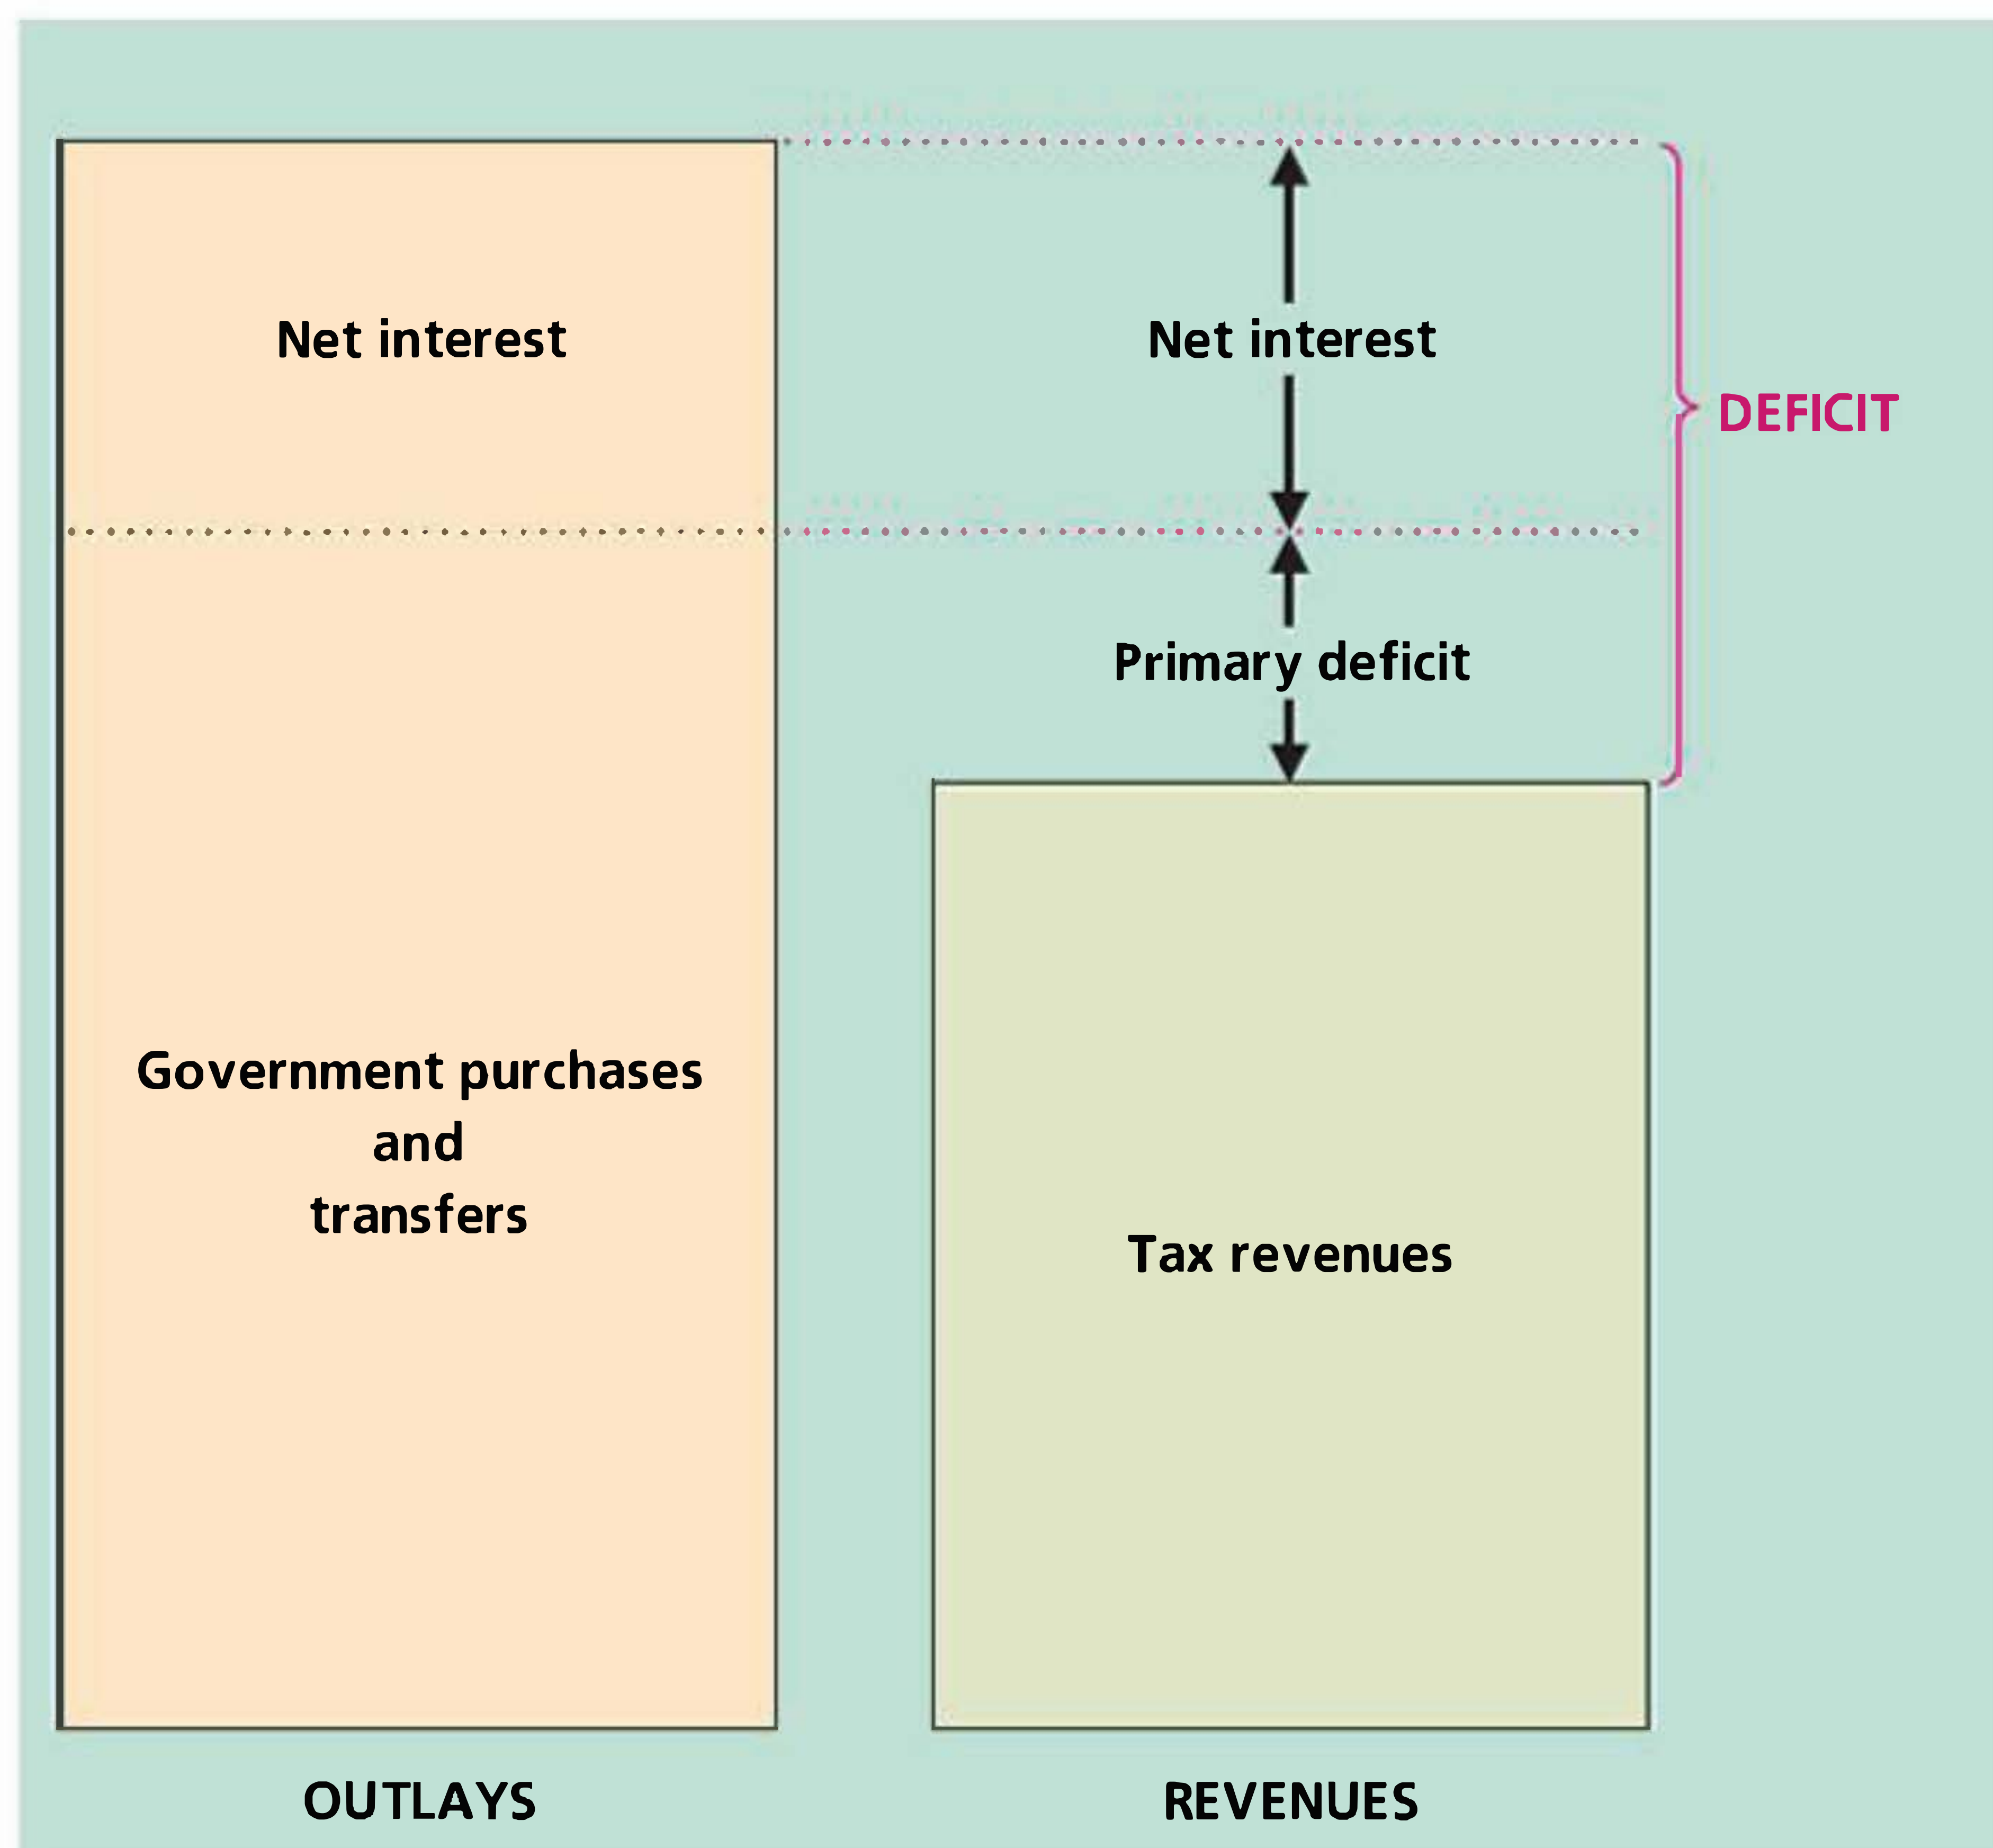 Net interest
Net interest
DEFICIT
Primary deficit
Government purchases
and
transfers
Tax revenues
OUTLAYS
REVENUES